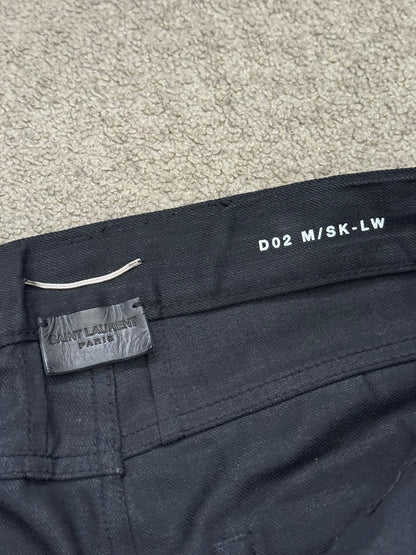 D02 M/SK-LW
SAINT LAURENT
PARIS